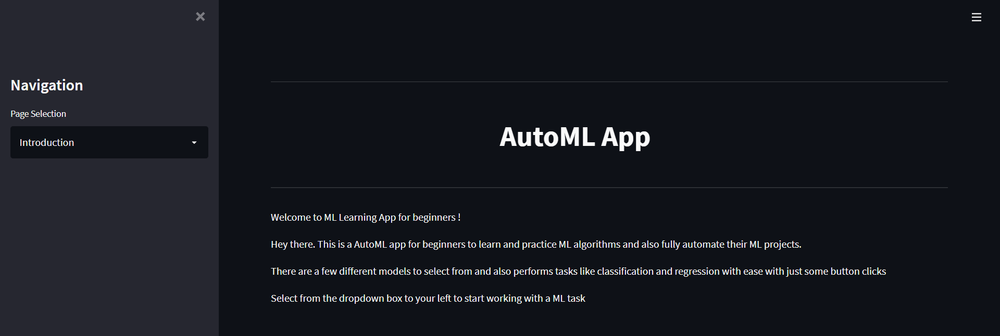 Navigation
Page Selection
Introduction
AutoML App
Welcome to ML Learning App for beginners !
Hey there. This is a AutoML app for beginners to learn and practice ML algorithms and also fully automate their ML projects.
There are a few different models to select from and also performs tasks like classification and regression with ease with just some button clicks
Select from the dropdown box to your left to start working with a ML task